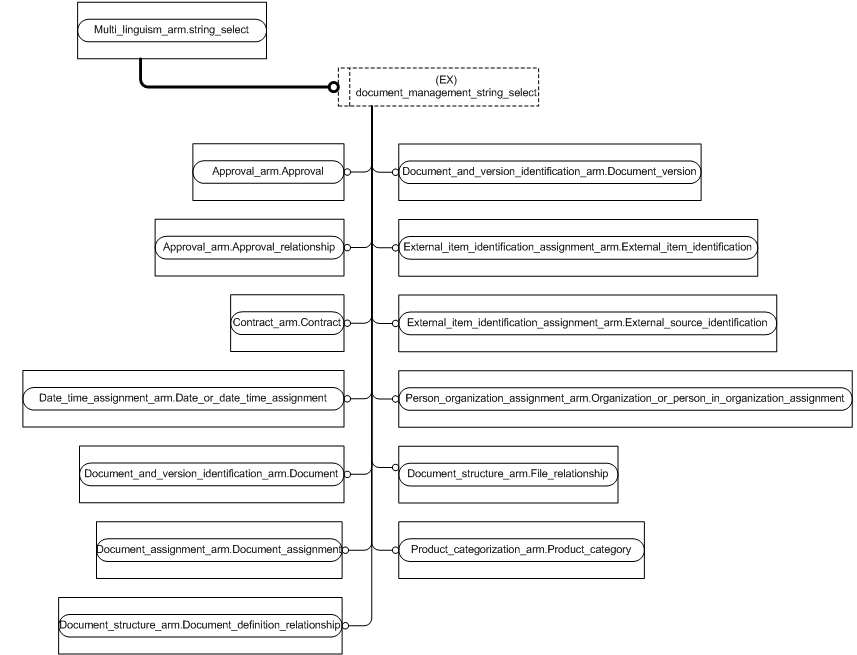 Multi_linguism_arm.string_select
(EX)
document_management_string_select
Approval_arm.Approval
Document_and_version_identification_arm.Document_version
Approval_arm.Approval_relationship
External_item_identification_assignment_arm.External_item_identification
Contract_arm.Contract
External_item_identification_assignment_arm.External_source_identification
Date_time_assignment_arm.Date_or_date_time_assignment
Person_organization_assignment_arm.Organization_or_person_in_organization_assignment
Document_and_version_identification_arm.Document
Document_structure_arm.File_relationship
Document_assignment_arm.Document_assignment
Product_categorization_arm.Product_category
Document_structure_arm.Document_definition_relationship